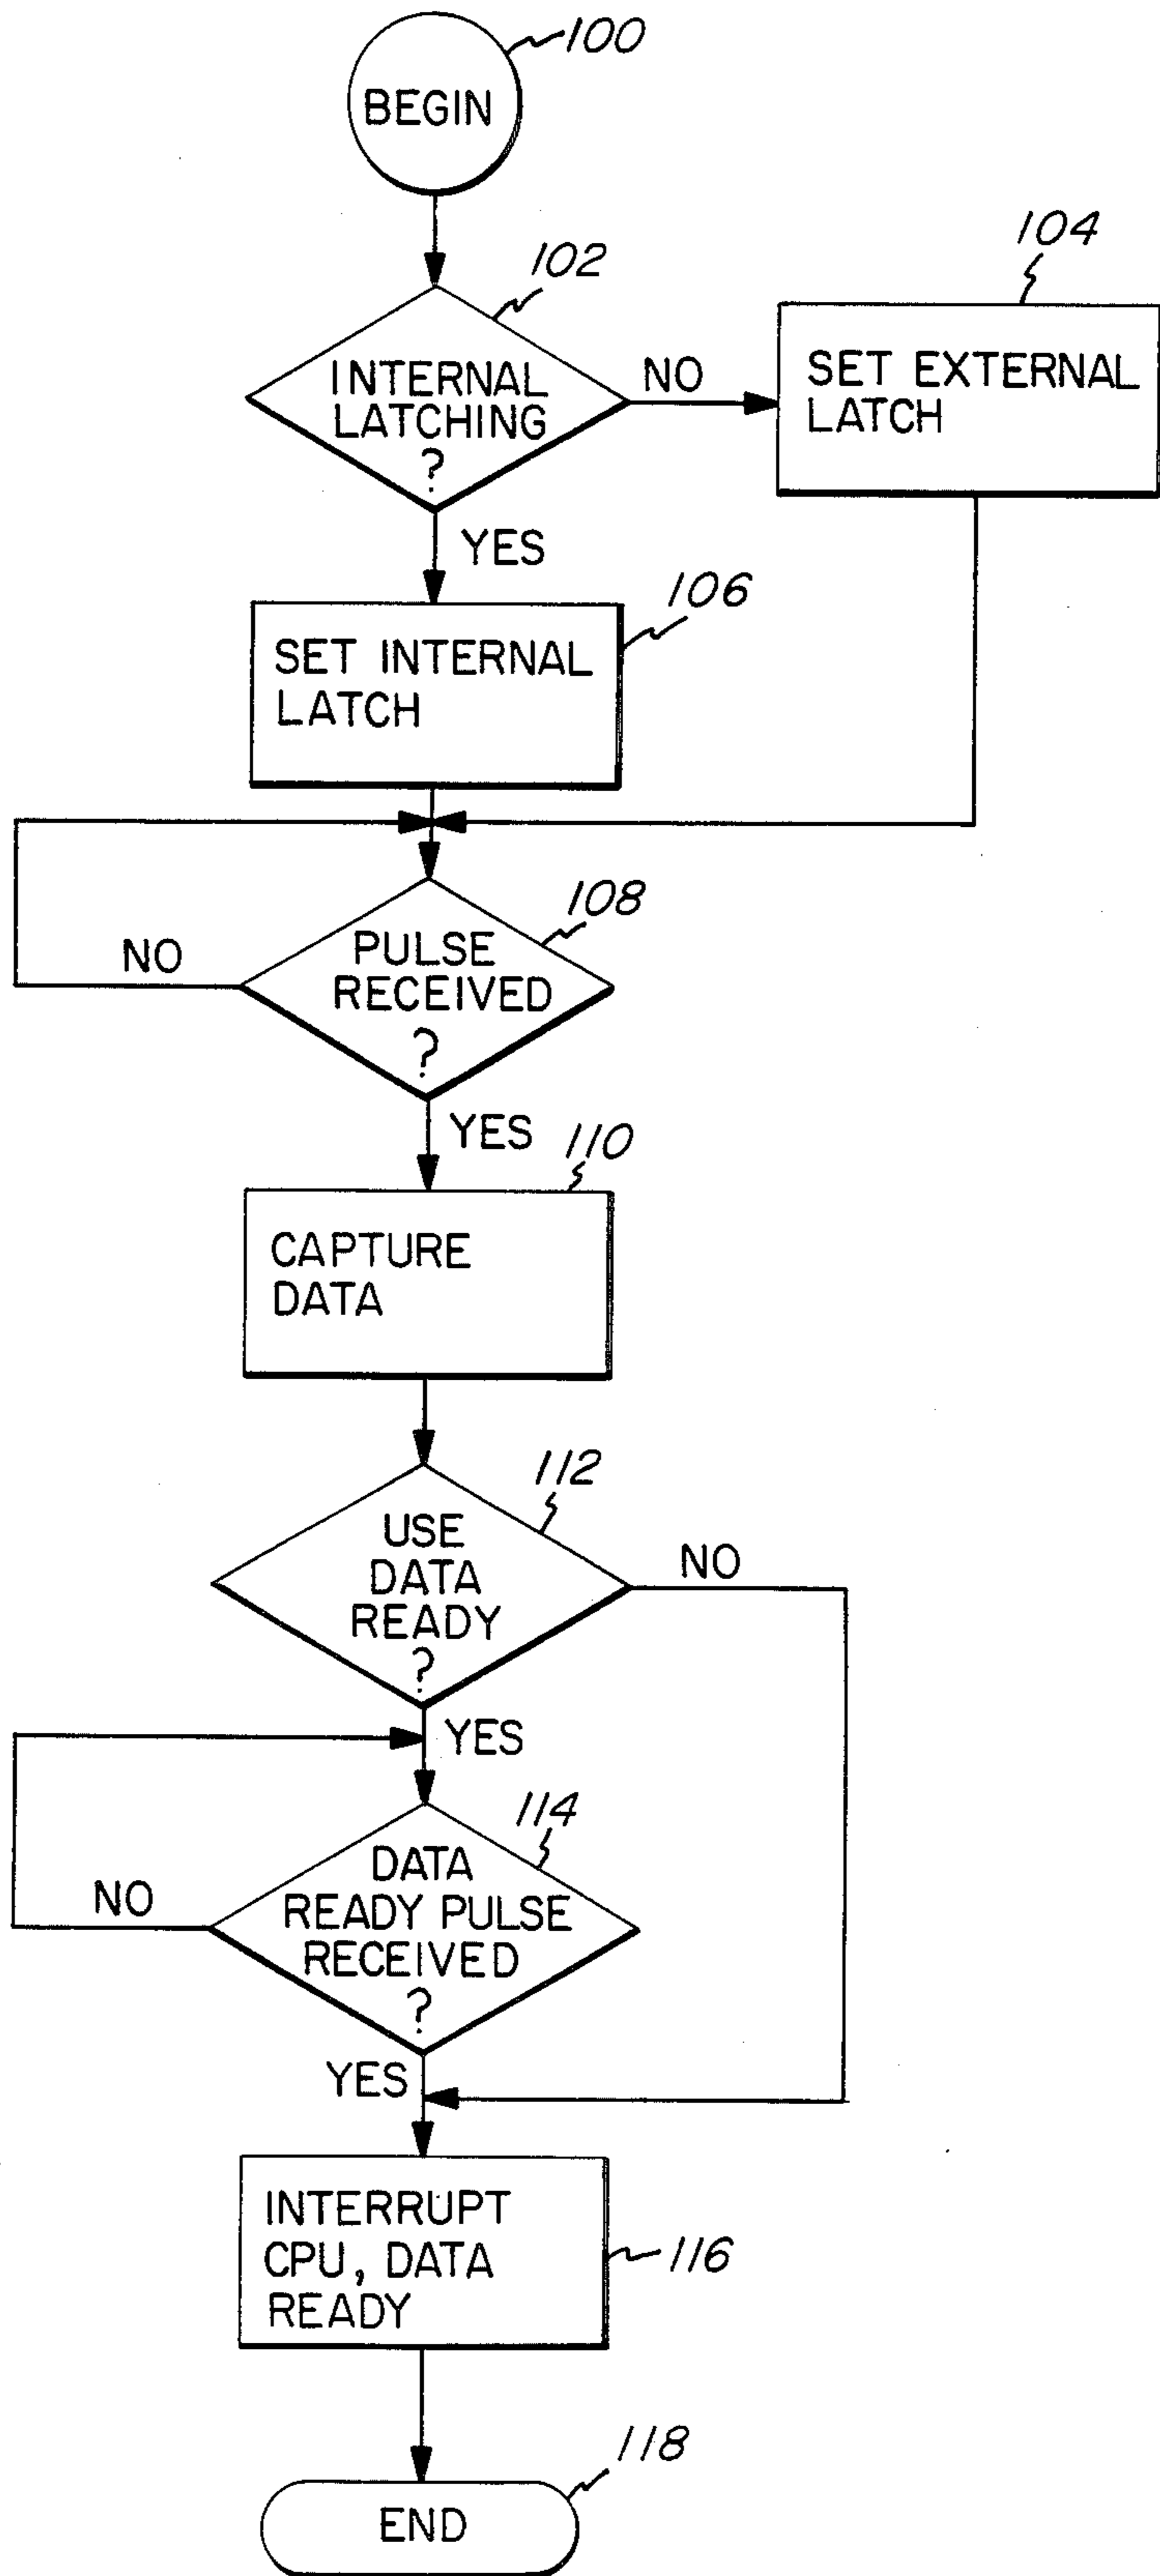 100
BEGIN
102
104
INTERNAL
LATCHING
?
NO
SET EXTERNAL
LATCH
YES
106
SET INTERNAL
LATCH
108
NO
PULSE
RECEIVED
?
YES
110
CAPTURE
DATA
112
USE
DATA
READY
?
NO
YES
114
NO
DATA
READY PULSE
RECEIVED
?
YES
INTERRUPT
CPU, DATA
READY
116
118
END